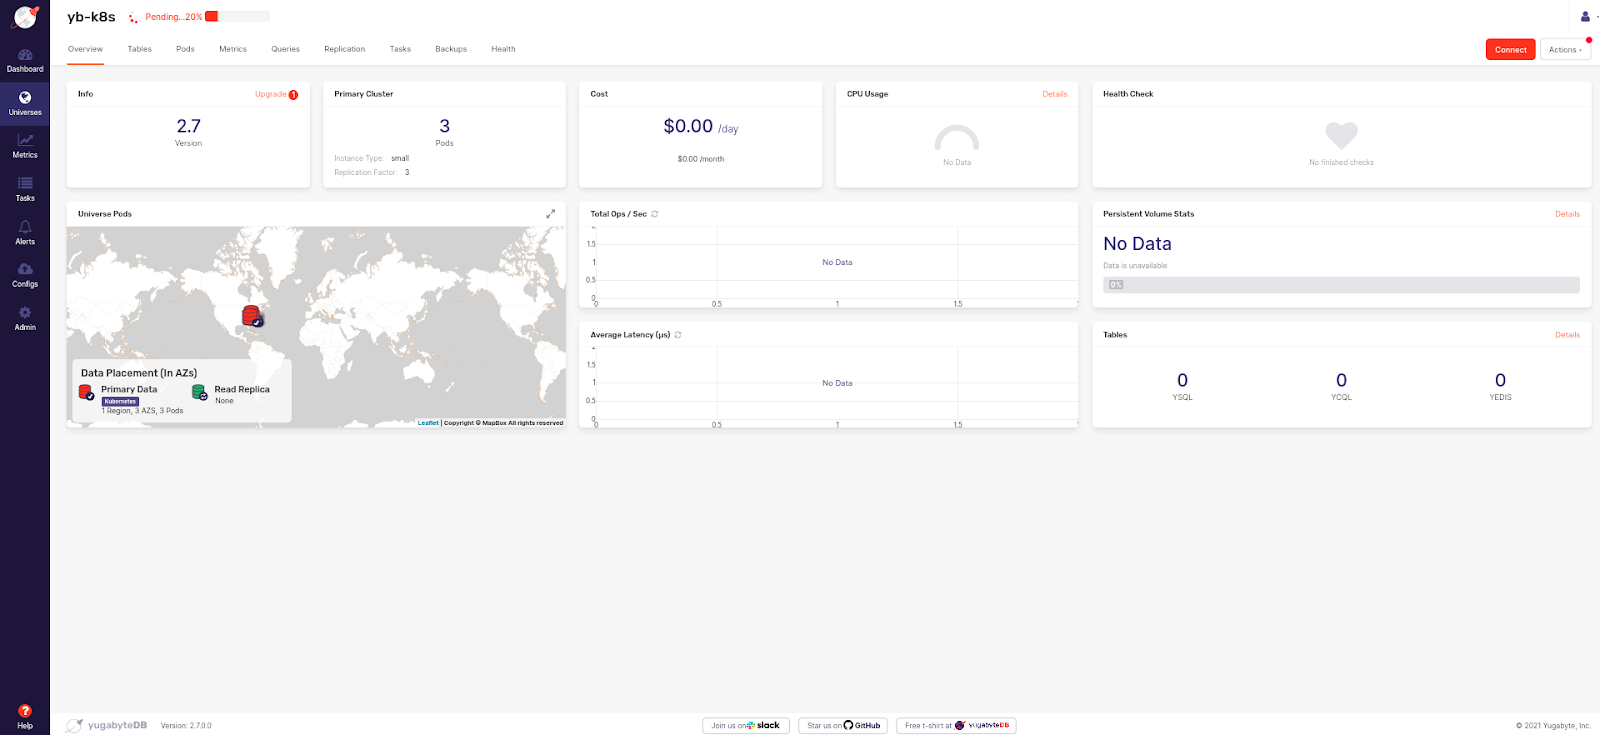 yb-k8s
Pending...20%
Overview Tables Pods Metrics Queries Replication Tasks Backups Health
Connect
Actions
Dashboard
Universes
Metrics
Tasks
Alerts
Configs
Admin
Help
Info
Upgrade 1
2.7
Version
Primary Cluster
3
Pods
Instance Type: small
Replication Factor: 3
Cost
$0.00 /day
$0.00 /month
CPU Usage
Details
No Data
Health Check
No finished checks
Universe Pods
Data Placement (In AZs)
Primary Data
Kubernetes
1 Region, 3 AZS, 3 Pods
Read Replica
None
Leaflet | Copyright © MapBox All rights reserved
Total Ops / Sec
1.5
1
0.5
0
No Data
0 0.5 1 1.5
Persistent Volume Stats
Details
No Data
Data is unavailable
0%
Average Latency (μs)
1.5
1
0.5
0
No Data
0 0.5 1 1.5
Tables
Details
0
YSQL
0
YCQL
0
YEDIS
yugabyteDB
Version: 2.7.0.0
Join us on slack
Star us on GitHub
Free t-shirt at yugabyteDB
© 2021 Yugabyte, Inc.